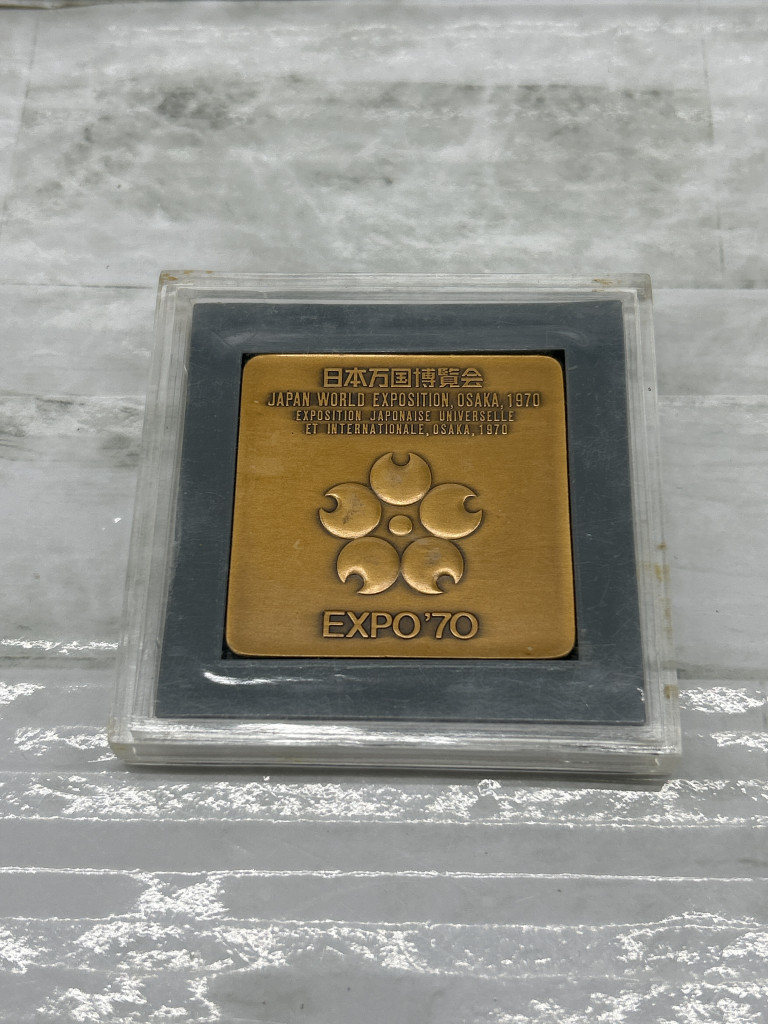 日本万国博覧会
JAPAN WORLD EXPOSITION, OSAKA, 1970
EXPOSITION JAPONAISE UNIVERSELLE
ET INTERNATIONALE, OSAKA, 1970
EXPO'70